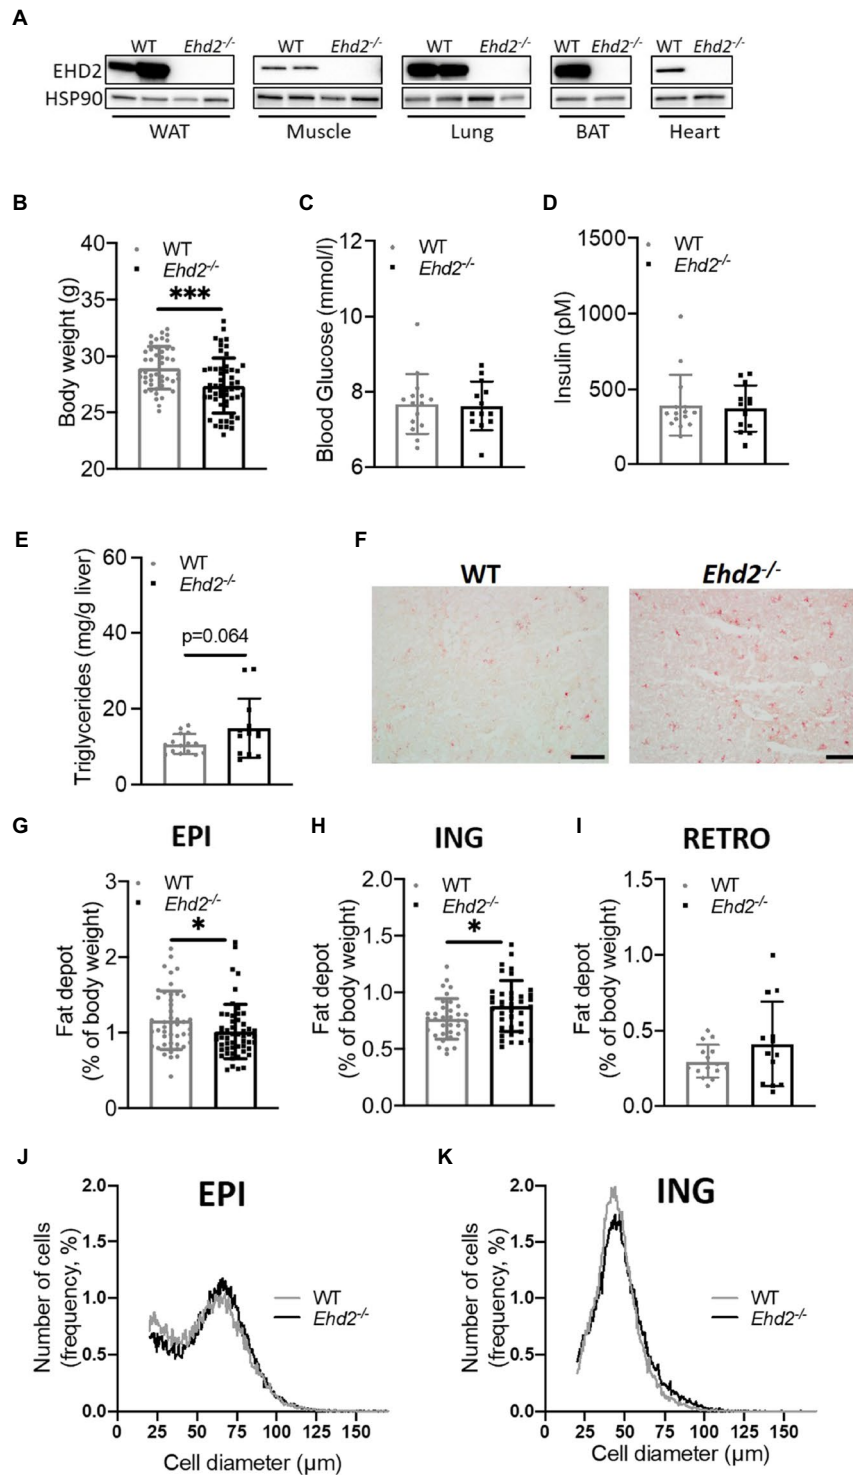 A
WT Ehd2-/- WT Ehd2-/- WT Ehd2-/- WT Ehd2-/- WT Ehd2-/-
EHD2
HSP90
WAT Muscle Lung BAT Heart
B
Body weight (g)
40
35
30
25
20
WT
Ehd2-/-
***
C
Blood Glucose (mmol/l)
12
10
8
6
WT
Ehd2-/-
D
Insulin (pM)
1500
1000
500
0
WT
Ehd2-/-
E
Triglycerides (mg/g liver)
60
40
20
0
WT
Ehd2-/-
p=0.064
F
WT Ehd2-/-
G
EPI
Fat depot
(% of body weight)
3
2
1
0
WT
Ehd2-/-
*
H
ING
Fat depot
(% of body weight)
2.0
1.5
1.0
0.5
0.0
WT
Ehd2-/-
*
I
RETRO
Fat depot
(% of body weight)
1.5
1.0
0.5
0.0
WT
Ehd2-/-
J
EPI
Number of cells
(frequency, %)
2.0
1.5
1.0
0.5
0.0
WT
Ehd2-/-
0 25 50 75 100 125 150
Cell diameter (µm)
K
ING
Number of cells
(frequency, %)
2.0
1.5
1.0
0.5
0.0
WT
Ehd2-/-
0 25 50 75 100 125 150
Cell diameter (µm)